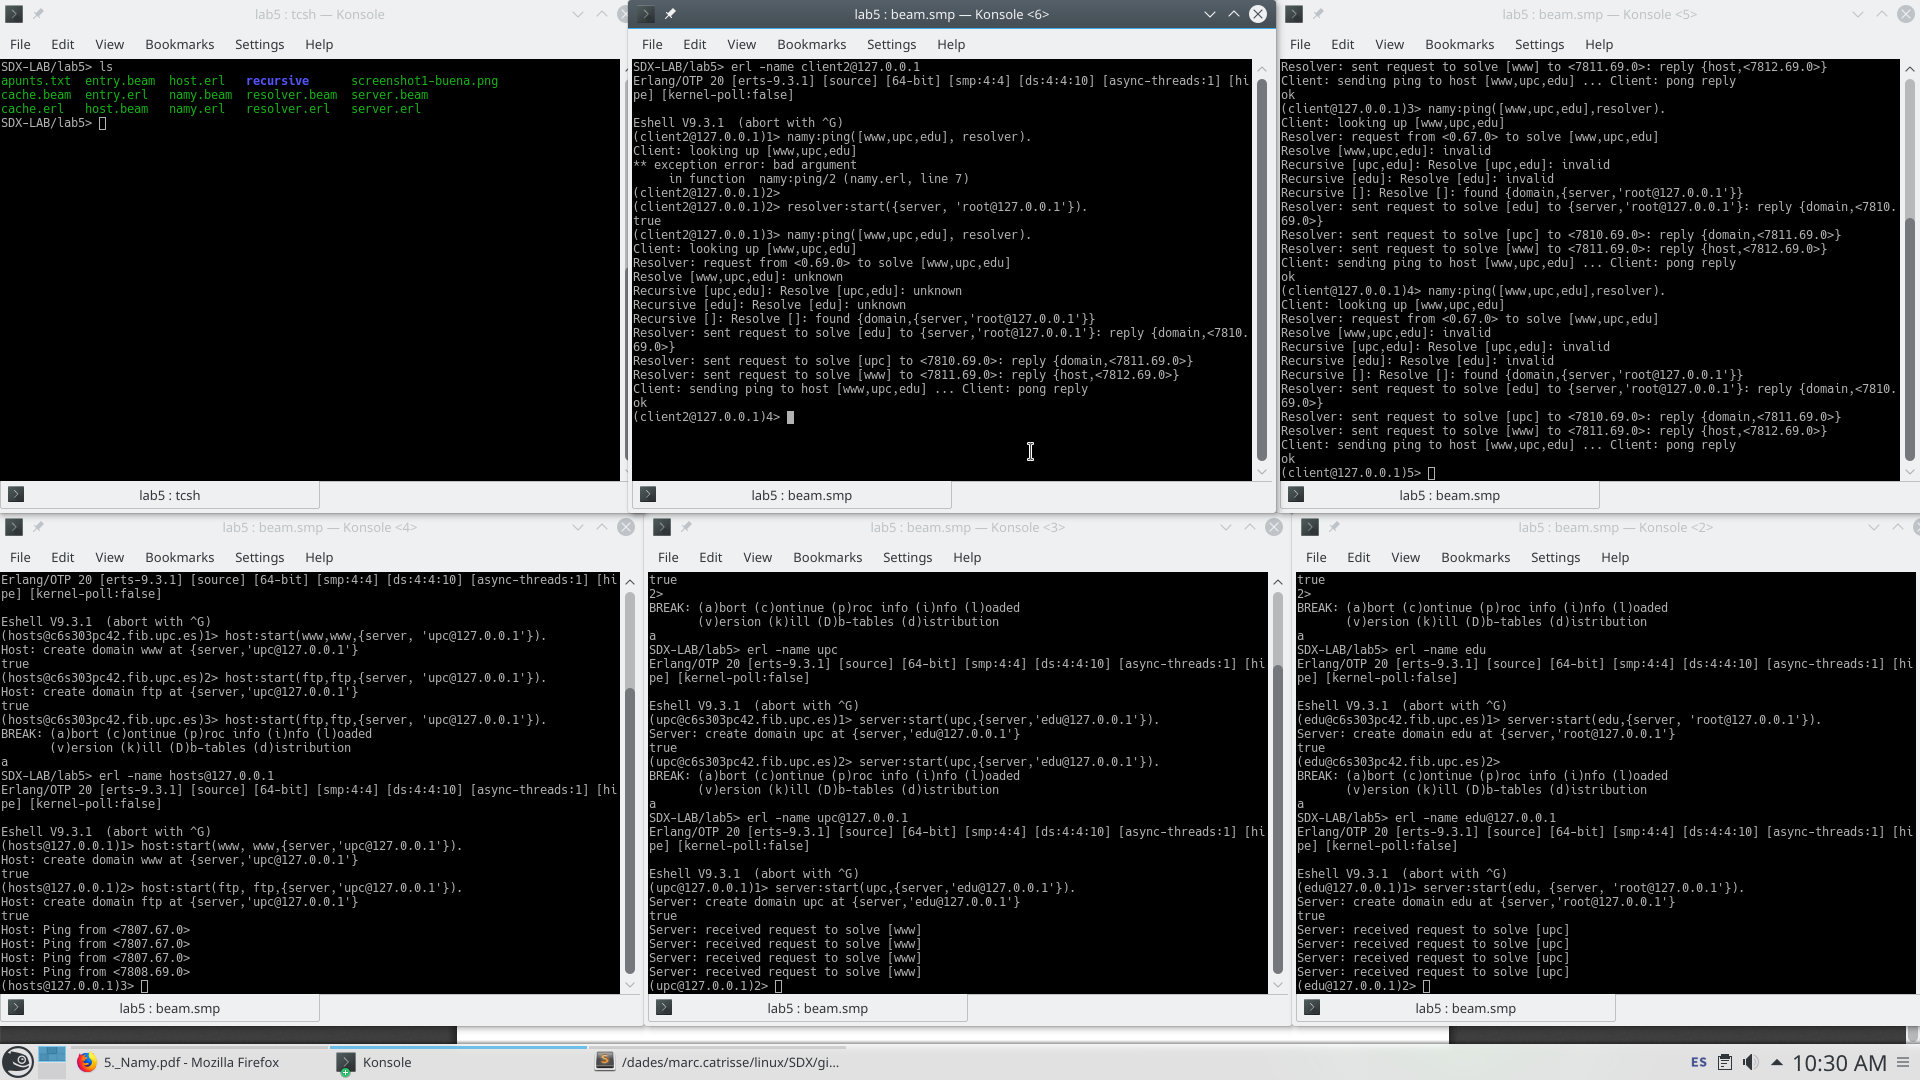 lab5 : tcsh — Konsole
File Edit View Bookmarks Settings Help
SDX-LAB/lab5> ls
apunts.txt entry.beam host.erl recursive screenshot1-buena.png
cache.beam entry.erl namy.beam resolver.beam server.beam
cache.erl host.beam namy.erl resolver.erl server.erl
SDX-LAB/lab5>
lab5 : tcsh
lab5 : beam.smp — Konsole <6>
File Edit View Bookmarks Settings Help
SDX-LAB/lab5> erl -name client2@127.0.0.1
Erlang/OTP 20 [erts-9.3.1] [source] [64-bit] [smp:4:4] [ds:4:4:10] [async-threads:1] [hi
pe] [kernel-poll:false]
Eshell V9.3.1 (abort with ^G)
(client2@127.0.0.1)1> namy:ping([www,upc,edu], resolver).
Client: looking up [www,upc,edu]
** exception error: bad argument
in function namy:ping/2 (namy.erl, line 7)
(client2@127.0.0.1)2>
(client2@127.0.0.1)2> resolver:start({server, 'root@127.0.0.1'}).
true
(client2@127.0.0.1)3> namy:ping([www,upc,edu], resolver).
Client: looking up [www,upc,edu]
Resolver: request from <0.69.0> to solve [www,upc,edu]
Resolve [www,upc,edu]: unknown
Recursive [upc,edu]: Resolve [upc,edu]: unknown
Recursive [edu]: Resolve [edu]: unknown
Recursive []: Resolve []: found {domain,{server,'root@127.0.0.1'}}
Resolver: sent request to solve [edu] to {server,'root@127.0.0.1'}: reply {domain,<7810.
69.0>}
Resolver: sent request to solve [upc] to <7810.69.0>: reply {domain,<7811.69.0>}
Resolver: sent request to solve [www] to <7811.69.0>: reply {host,<7812.69.0>}
Client: sending ping to host [www,upc,edu] ... Client: pong reply
ok
(client2@127.0.0.1)4>
lab5 : beam.smp
lab5 : beam.smp — Konsole <5>
File Edit View Bookmarks Settings Help
Resolver: sent request to solve [www] to <7811.69.0>: reply {host,<7812.69.0>}
Client: sending ping to host [www,upc,edu] ... Client: pong reply
ok
(client@127.0.0.1)3> namy:ping([www,upc,edu],resolver).
Client: looking up [www,upc,edu]
Resolver: request from <0.67.0> to solve [www,upc,edu]
Resolve [www,upc,edu]: invalid
Recursive [upc,edu]: Resolve [upc,edu]: invalid
Recursive [edu]: Resolve [edu]: invalid
Recursive []: Resolve []: found {domain,{server,'root@127.0.0.1'}}
Resolver: sent request to solve [edu] to {server,'root@127.0.0.1'}: reply {domain,<7810.
69.0>}
Resolver: sent request to solve [upc] to <7810.69.0>: reply {domain,<7811.69.0>}
Resolver: sent request to solve [www] to <7811.69.0>: reply {host,<7812.69.0>}
Client: sending ping to host [www,upc,edu] ... Client: pong reply
ok
(client@127.0.0.1)4> namy:ping([www,upc,edu],resolver).
Client: looking up [www,upc,edu]
Resolver: request from <0.67.0> to solve [www,upc,edu]
Resolve [www,upc,edu]: invalid
Recursive [upc,edu]: Resolve [upc,edu]: invalid
Recursive [edu]: Resolve [edu]: invalid
Recursive []: Resolve []: found {domain,{server,'root@127.0.0.1'}}
Resolver: sent request to solve [edu] to {server,'root@127.0.0.1'}: reply {domain,<7810.
69.0>}
Resolver: sent request to solve [upc] to <7810.69.0>: reply {domain,<7811.69.0>}
Resolver: sent request to solve [www] to <7811.69.0>: reply {host,<7812.69.0>}
Client: sending ping to host [www,upc,edu] ... Client: pong reply
ok
(client@127.0.0.1)5>
lab5 : beam.smp
lab5 : beam.smp — Konsole <4>
File Edit View Bookmarks Settings Help
Erlang/OTP 20 [erts-9.3.1] [source] [64-bit] [smp:4:4] [ds:4:4:10] [async-threads:1] [hi
pe] [kernel-poll:false]
Eshell V9.3.1 (abort with ^G)
(hosts@c6s303pc42.fib.upc.es)1> host:start(www,www,{server, 'upc@127.0.0.1'}).
Host: create domain www at {server,'upc@127.0.0.1'}
true
(hosts@c6s303pc42.fib.upc.es)2> host:start(ftp,ftp,{server, 'upc@127.0.0.1'}).
Host: create domain ftp at {server,'upc@127.0.0.1'}
true
(hosts@c6s303pc42.fib.upc.es)3> host:start(ftp,ftp,{server, 'upc@127.0.0.1'}).
BREAK: (a)bort (c)ontinue (p)roc info (i)nfo (l)oaded
(v)ersion (k)ill (D)b-tables (d)istribution
a
SDX-LAB/lab5> erl -name hosts@127.0.0.1
Erlang/OTP 20 [erts-9.3.1] [source] [64-bit] [smp:4:4] [ds:4:4:10] [async-threads:1] [hi
pe] [kernel-poll:false]
Eshell V9.3.1 (abort with ^G)
(hosts@127.0.0.1)1> host:start(www, www,{server,'upc@127.0.0.1'}).
Host: create domain www at {server,'upc@127.0.0.1'}
true
(hosts@127.0.0.1)2> host:start(ftp, ftp,{server,'upc@127.0.0.1'}).
Host: create domain ftp at {server,'upc@127.0.0.1'}
true
Host: Ping from <7807.67.0>
Host: Ping from <7807.67.0>
Host: Ping from <7807.67.0>
Host: Ping from <7808.69.0>
(hosts@127.0.0.1)3>
lab5 : beam.smp
lab5 : beam.smp — Konsole <3>
File Edit View Bookmarks Settings Help
true
2>
BREAK: (a)bort (c)ontinue (p)roc info (i)nfo (l)oaded
(v)ersion (k)ill (D)b-tables (d)istribution
a
SDX-LAB/lab5> erl -name upc
Erlang/OTP 20 [erts-9.3.1] [source] [64-bit] [smp:4:4] [ds:4:4:10] [async-threads:1] [hi
pe] [kernel-poll:false]
Eshell V9.3.1 (abort with ^G)
(upc@c6s303pc42.fib.upc.es)1> server:start(upc,{server,'edu@127.0.0.1'}).
Server: create domain upc at {server,'edu@127.0.0.1'}
true
(upc@c6s303pc42.fib.upc.es)2> server:start(upc,{server,'edu@127.0.0.1'}).
BREAK: (a)bort (c)ontinue (p)roc info (i)nfo (l)oaded
(v)ersion (k)ill (D)b-tables (d)istribution
a
SDX-LAB/lab5> erl -name upc@127.0.0.1
Erlang/OTP 20 [erts-9.3.1] [source] [64-bit] [smp:4:4] [ds:4:4:10] [async-threads:1] [hi
pe] [kernel-poll:false]
Eshell V9.3.1 (abort with ^G)
(upc@127.0.0.1)1> server:start(upc,{server,'edu@127.0.0.1'}).
Server: create domain upc at {server,'edu@127.0.0.1'}
true
Server: received request to solve [www]
Server: received request to solve [www]
Server: received request to solve [www]
Server: received request to solve [www]
(upc@127.0.0.1)2>
lab5 : beam.smp
lab5 : beam.smp — Konsole <2>
File Edit View Bookmarks Settings Help
true
2>
BREAK: (a)bort (c)ontinue (p)roc info (i)nfo (l)oaded
(v)ersion (k)ill (D)b-tables (d)istribution
a
SDX-LAB/lab5> erl -name edu
Erlang/OTP 20 [erts-9.3.1] [source] [64-bit] [smp:4:4] [ds:4:4:10] [async-threads:1] [hi
pe] [kernel-poll:false]
Eshell V9.3.1 (abort with ^G)
(edu@c6s303pc42.fib.upc.es)1> server:start(edu,{server, 'root@127.0.0.1'}).
Server: create domain edu at {server,'root@127.0.0.1'}
true
(edu@c6s303pc42.fib.upc.es)2>
BREAK: (a)bort (c)ontinue (p)roc info (i)nfo (l)oaded
(v)ersion (k)ill (D)b-tables (d)istribution
a
SDX-LAB/lab5> erl -name edu@127.0.0.1
Erlang/OTP 20 [erts-9.3.1] [source] [64-bit] [smp:4:4] [ds:4:4:10] [async-threads:1] [hi
pe] [kernel-poll:false]
Eshell V9.3.1 (abort with ^G)
(edu@127.0.0.1)1> server:start(edu, {server, 'root@127.0.0.1'}).
Server: create domain edu at {server,'root@127.0.0.1'}
true
Server: received request to solve [upc]
Server: received request to solve [upc]
Server: received request to solve [upc]
Server: received request to solve [upc]
(edu@127.0.0.1)2>
lab5 : beam.smp
5._Namy.pdf - Mozilla Firefox
Konsole
/dades/marc.catrisse/linux/SDX/gi...
ES
10:30 AM